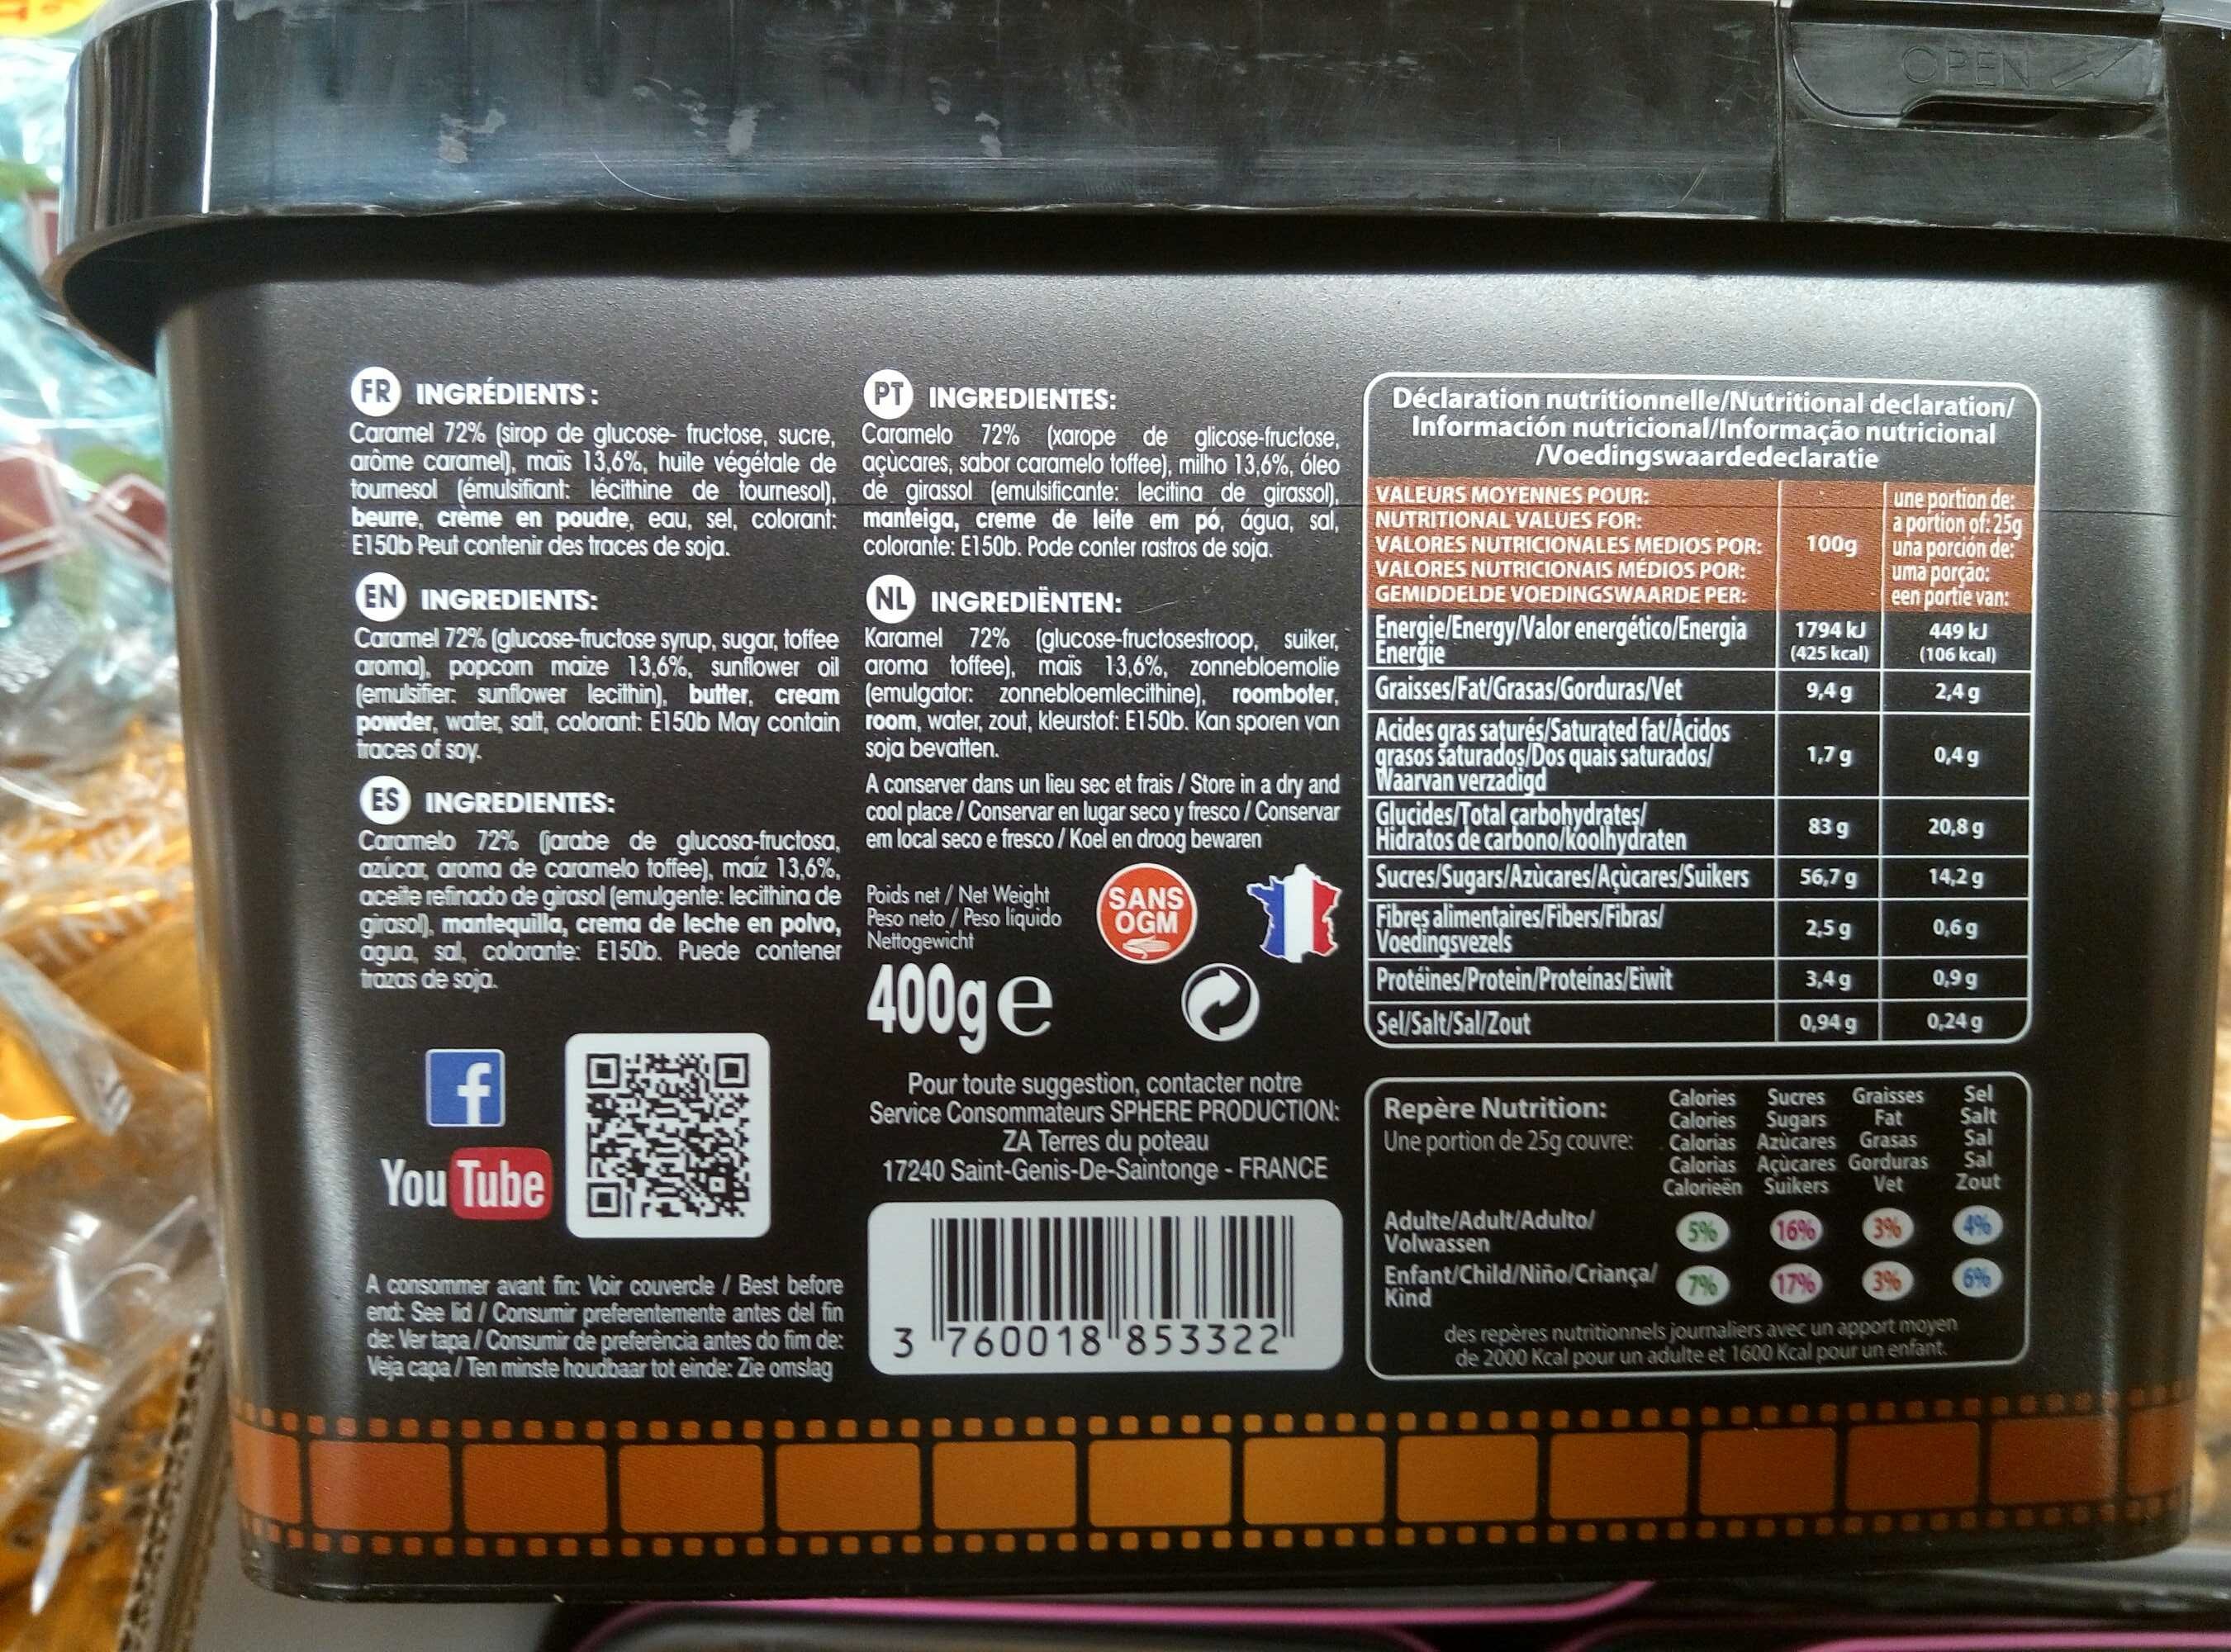 OPEN
FR INGRÉDIENTS :
Caramel 72% (sirop de glucose- fructose, sucre,
arôme caramel), maïs 13,6%, huile végétale de
tournesol (émulsifiant: lécithine de tournesol),
beurre, crème en poudre, eau, sel, colorant:
E150b Peut contenir des traces de soja.
EN INGREDIENTS:
Caramel 72% (glucose-fructose syrup, sugar, toffee
aroma), popcorn maize 13,6%, sunflower oil
(emulsifier: sunflower lecithin), butter, cream
powder, water, salt, colorant: E150b May contain
traces of soy.
ES INGREDIENTES:
Caramelo 72% (jarabe de glucosa-fructosa,
azúcar, aroma de caramelo toffee), maíz 13,6%,
aceite refinado de girasol (emulgente: lecithina de
girasol), mantequilla, crema de leche en polvo,
agua, sal, colorante: E150b. Puede contener
trazas de soja.
f
You Tube
A consommer avant fin: Voir couvercle / Best before
end: See lid / Consumir preferentemente antes del fin
de: Ver tapa / Consumir de preferència antes do fim de:
Veja capa / Ten minste houdbaar tot einde: Zie omslag
PT INGREDIENTES:
Caramelo 72% (xarope de glicose-fructose,
açùcares, sabor caramelo toffee), milho 13,6%, óleo
de girassol (emulsificante: lecitina de girassol),
manteiga, creme de leite em pó, água, sal,
colorante: E150b. Pode conter rastros de soja.
NL INGREDIËNTEN:
Karamel 72% (glucose-fructosestroop, suiker,
aroma toffee), maïs 13,6%, zonnebloemolie
(emulgator: zonnebloemlecithine), roomboter,
room, water, zout, kleurstof: E150b. Kan sporen van
soja bevatten.
A conserver dans un lieu sec et frais / Store in a dry and
cool place / Conservar en lugar seco y fresco / Conservar
em local seco e fresco / Koel en droog bewaren
Poids net / Net Weight
Peso neto / Peso líquido
Nettogewicht
400g e
SANS
OGM
Pour toute suggestion, contacter notre
Service Consommateurs SPHERE PRODUCTION:
ZA Terres du poteau
17240 Saint-Genis-De-Saintonge - FRANCE
3 760018 853322
Déclaration nutritionnelle/Nutritional declaration/
Información nutricional/Informação nutricional
/Voedingswaardedeclaratie
VALEURS MOYENNES POUR:
NUTRITIONAL VALUES FOR:
VALORES NUTRICIONALES MEDIOS POR:
VALORES NUTRICIONAIS MÉDIOS POR:
GEMIDDELDE VOEDINGSWAARDE PER:
100g
une portion de:
a portion of: 25g
una porción de:
uma porção:
een portie van:
Energie/Energy/Valor energético/Energia
Energie
1794 kJ 449 kJ
(425 kcal) (106 kcal)
Graisses/Fat/Grasas/Gorduras/Vet 9,4 g 2,4 g
Acides gras saturés/Saturated fat/Ácidos
grasos saturados/Dos quais saturados/
Waarvan verzadigd
1,7 g 0,4 g
Glucides/Total carbohydrates/
Hidratos de carbono/koolhydraten
83 g 20,8 g
Sucres/Sugars/Azùcares/Açùcares/Suikers 56,7 g 14,2 g
Fibres alimentaires/Fibers/Fibras/
Voedingsvezels
2,5 g 0,6 g
Protéines/Protein/Proteínas/Eiwit 3,4 g 0,9 g
Sel/Salt/Sal/Zout 0,94 g 0,24 g
Repère Nutrition:
Une portion de 25g couvre:
Calories Sucres Graisses Sel
Calories Sugars Fat Salt
Calorias Azùcares Grasas Sal
Calorias Açùcares Gorduras Sal
Calorieën Suikers Vet Zout
Adulte/Adult/Adulto/
Volwassen
5% 16% 3% 4%
Enfant/Child/Niño/Criança/
Kind
7% 17% 3% 6%
des repères nutritionnels journaliers avec un apport moyen
de 2000 Kcal pour un adulte et 1600 Kcal pour un enfant.